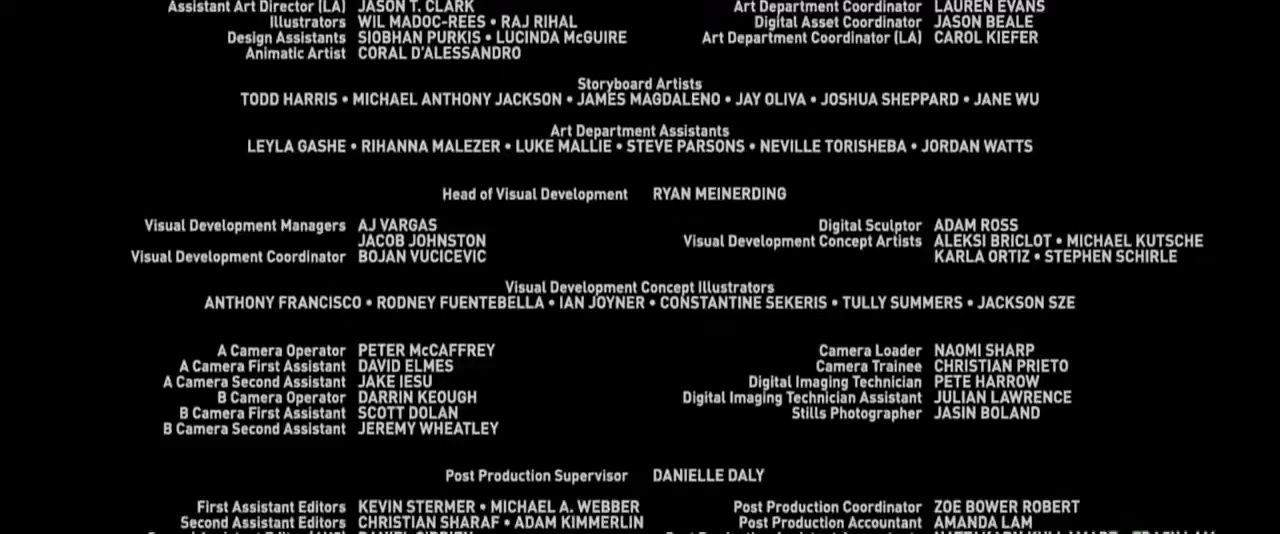 Assistant Art Director (LA) JASON T. CLARK
Illustrators WIL MADOC-REES • RAJ RIHAL
Design Assistants SIOBHAN PURKIS • LUCINDA McGUIRE
Animatic Artist CORAL D'ALESSANDRO
Art Department Coordinator LAUREN EVANS
Digital Asset Coordinator JASON BEALE
Art Department Coordinator (LA) CAROL KIEFER
Storyboard Artists
TODD HARRIS • MICHAEL ANTHONY JACKSON • JAMES MAGDALENO • JAY OLIVA • JOSHUA SHEPPARD • JANE WU
Art Department Assistants
LEYLA GASHE • RIHANNA MALEZER • LUKE MALLIE • STEVE PARSONS • NEVILLE TORISHEBA • JORDAN WATTS
Head of Visual Development RYAN MEINERDING
Visual Development Managers AJ VARGAS
JACOB JOHNSTON
Visual Development Coordinator BOJAN VUCICEVIC
Digital Sculptor ADAM ROSS
Visual Development Concept Artists ALEKSI BRICLOT • MICHAEL KUTSCHE
KARLA ORTIZ • STEPHEN SCHIRLE
Visual Development Concept Illustrators
ANTHONY FRANCISCO • RODNEY FUENTEBELLA • IAN JOYNER • CONSTANTINE SEKERIS • TULLY SUMMERS • JACKSON SZE
A Camera Operator PETER McCAFFREY
A Camera First Assistant DAVID ELMES
A Camera Second Assistant JAKE IESU
B Camera Operator DARRIN KEOUGH
B Camera First Assistant SCOTT DOLAN
B Camera Second Assistant JEREMY WHEATLEY
Camera Loader NAOMI SHARP
Camera Trainee CHRISTIAN PRIETO
Digital Imaging Technician PETE HARROW
Digital Imaging Technician Assistant JULIAN LAWRENCE
Stills Photographer JASIN BOLAND
Post Production Supervisor DANIELLE DALY
First Assistant Editors KEVIN STERMER • MICHAEL A. WEBBER
Second Assistant Editors CHRISTIAN SHARAF • ADAM KIMMERLIN
Post Production Coordinator ZOE BOWER ROBERT
Post Production Accountant AMANDA LAM